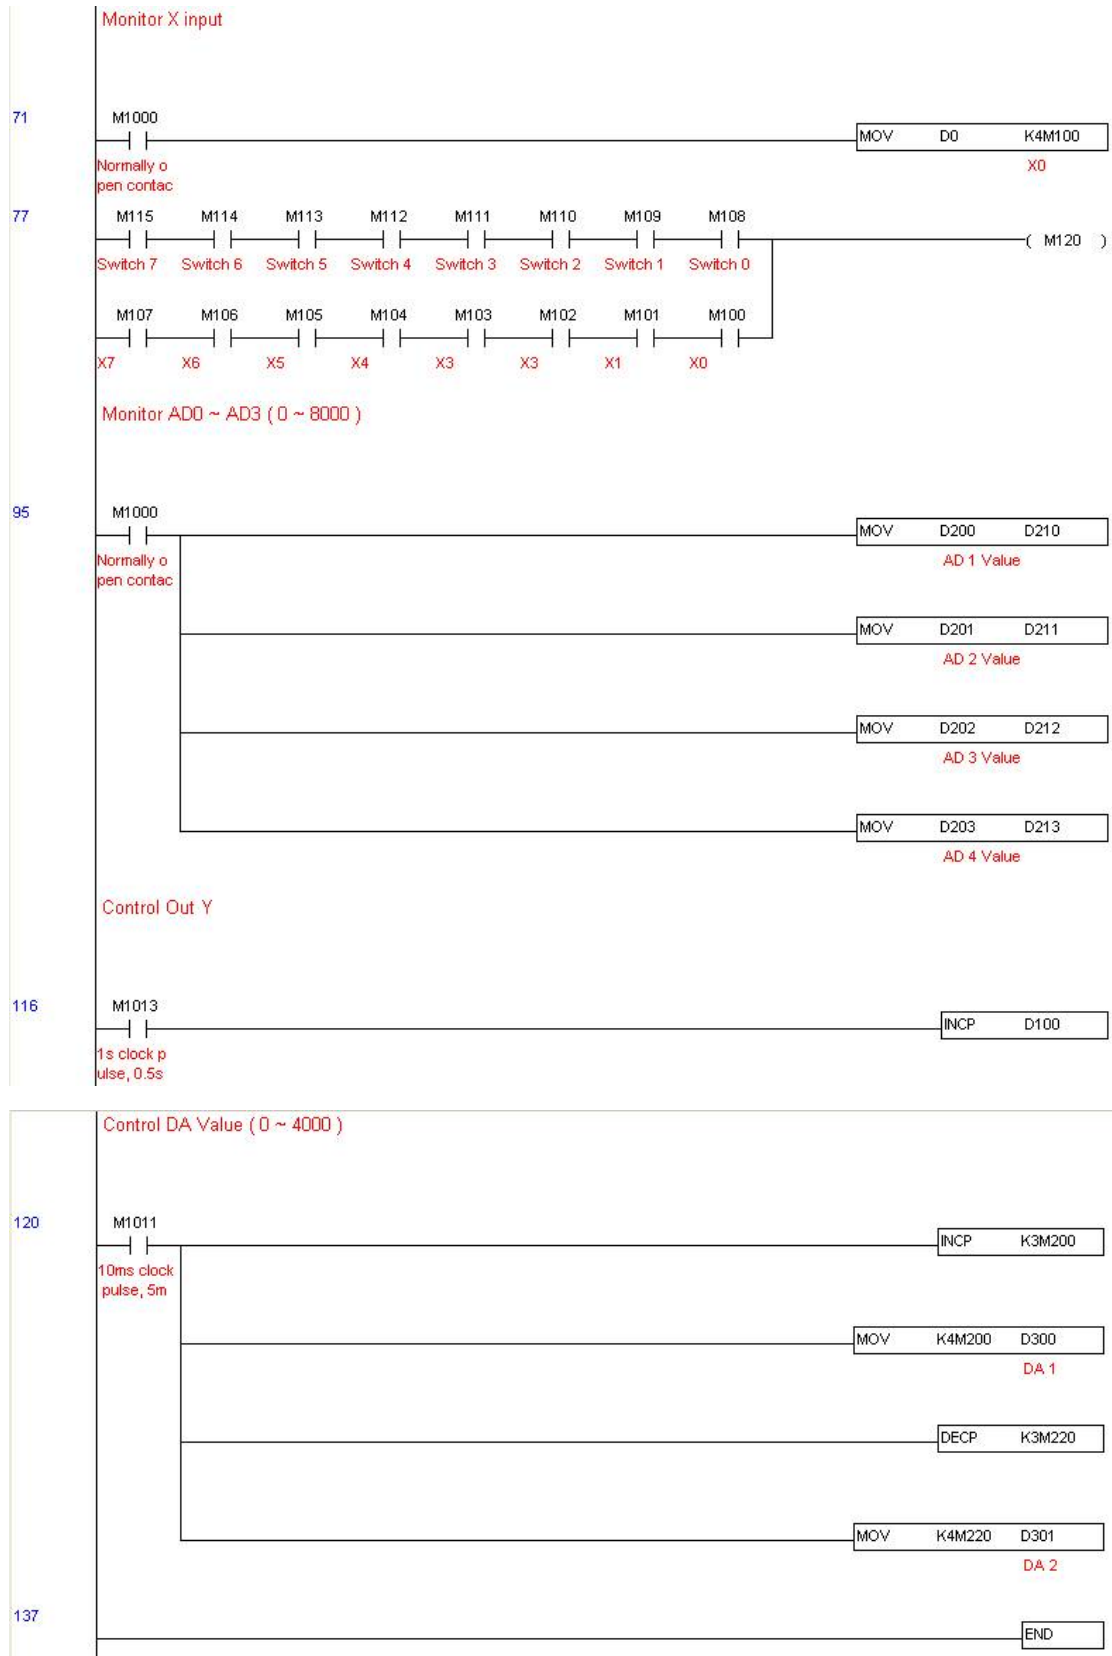 Monitor X input
71 M1000
MOV D0 K4M100
Normally o
pen contac
X0
77 M115 M114 M113 M112 M111 M110 M109 M108
( M120 )
Switch 7 Switch 6 Switch 5 Switch 4 Switch 3 Switch 2 Switch 1 Switch 0
M107 M106 M105 M104 M103 M102 M101 M100
X7 X6 X5 X4 X3 X3 X1 X0
Monitor AD0 ~ AD3 ( 0 ~ 8000 )
95 M1000
MOV D200 D210
Normally o
pen contac
AD 1 Value
MOV D201 D211
AD 2 Value
MOV D202 D212
AD 3 Value
MOV D203 D213
AD 4 Value
Control Out Y
116 M1013
INCP D100
1s clock p
ulse, 0.5s
Control DA Value ( 0 ~ 4000 )
120 M1011
INCP K3M200
10ms clock
pulse, 5m
MOV K4M200 D300
DA 1
DECP K3M220
MOV K4M220 D301
DA 2
137
END